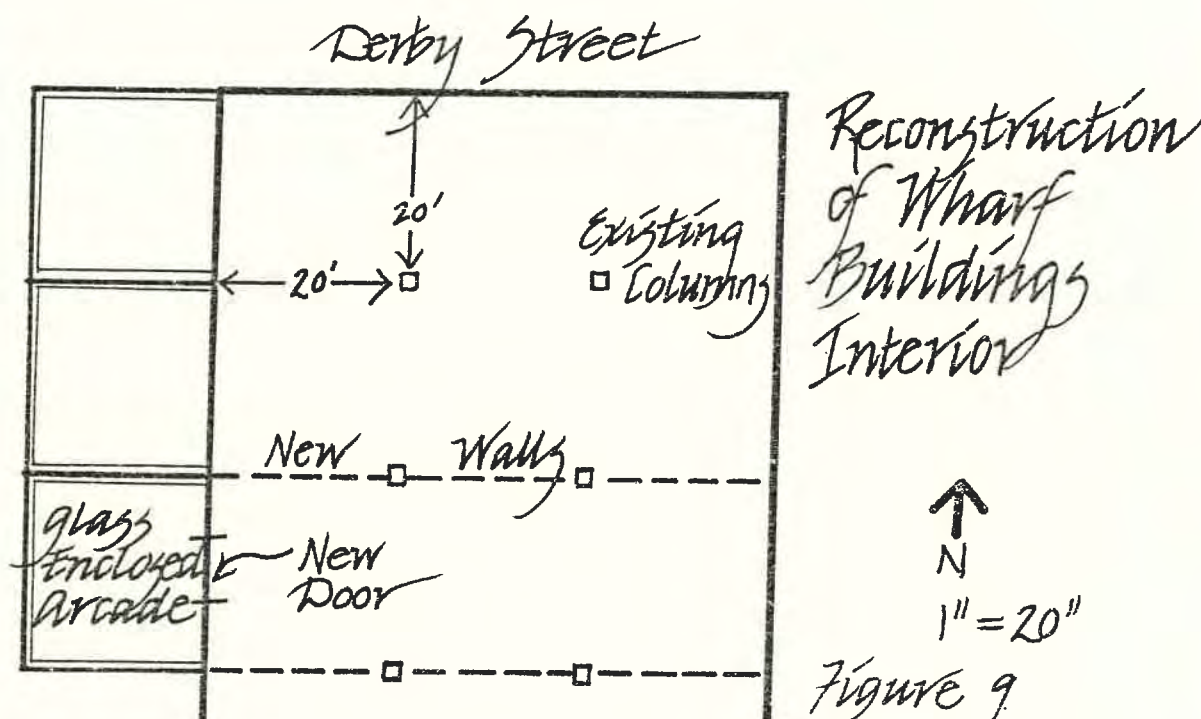 Derby Street
Reconstruction
of Wharf
Buildings
Interior
20'
20'
Existing
Columns
New Walls
glass
Enclosed
Arcade
New
Door
N
1" = 20"
Figure 9